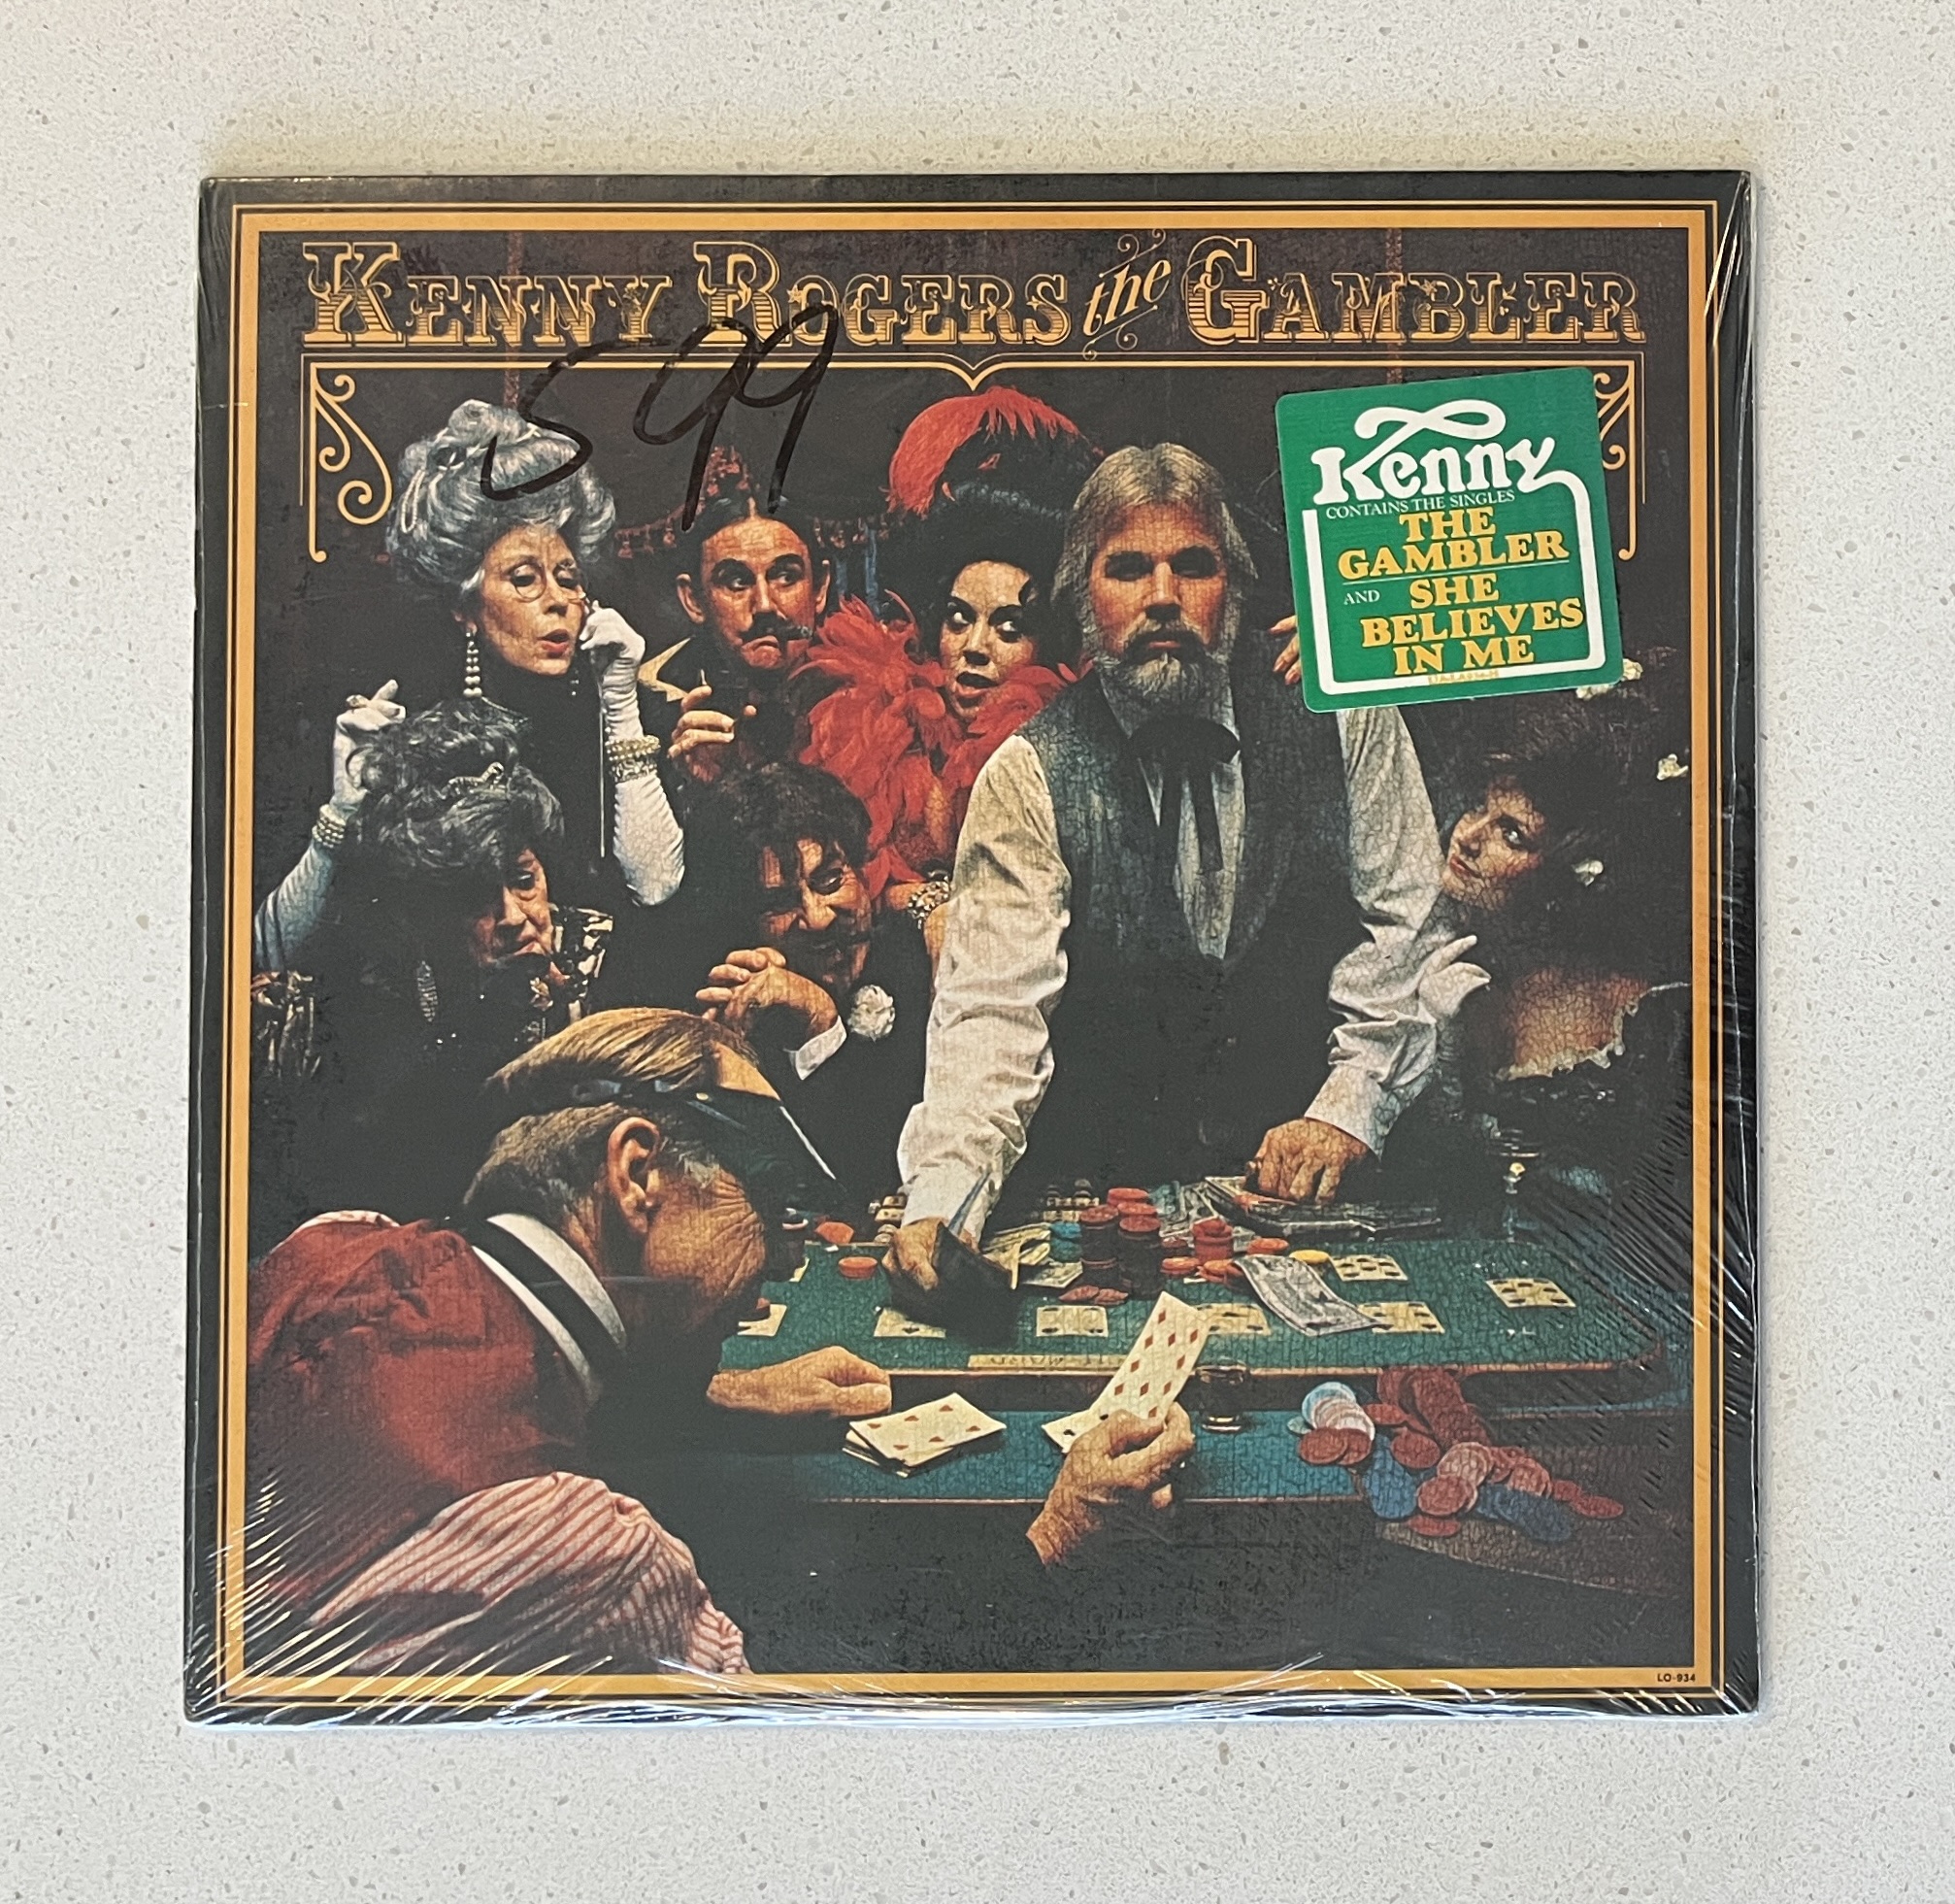 KENNY ROGERS the GAMBLER
599
Kenny
CONTAINS THE SINGLES
THE
GAMBLER
AND SHE
BELIEVES
IN ME
LO-934